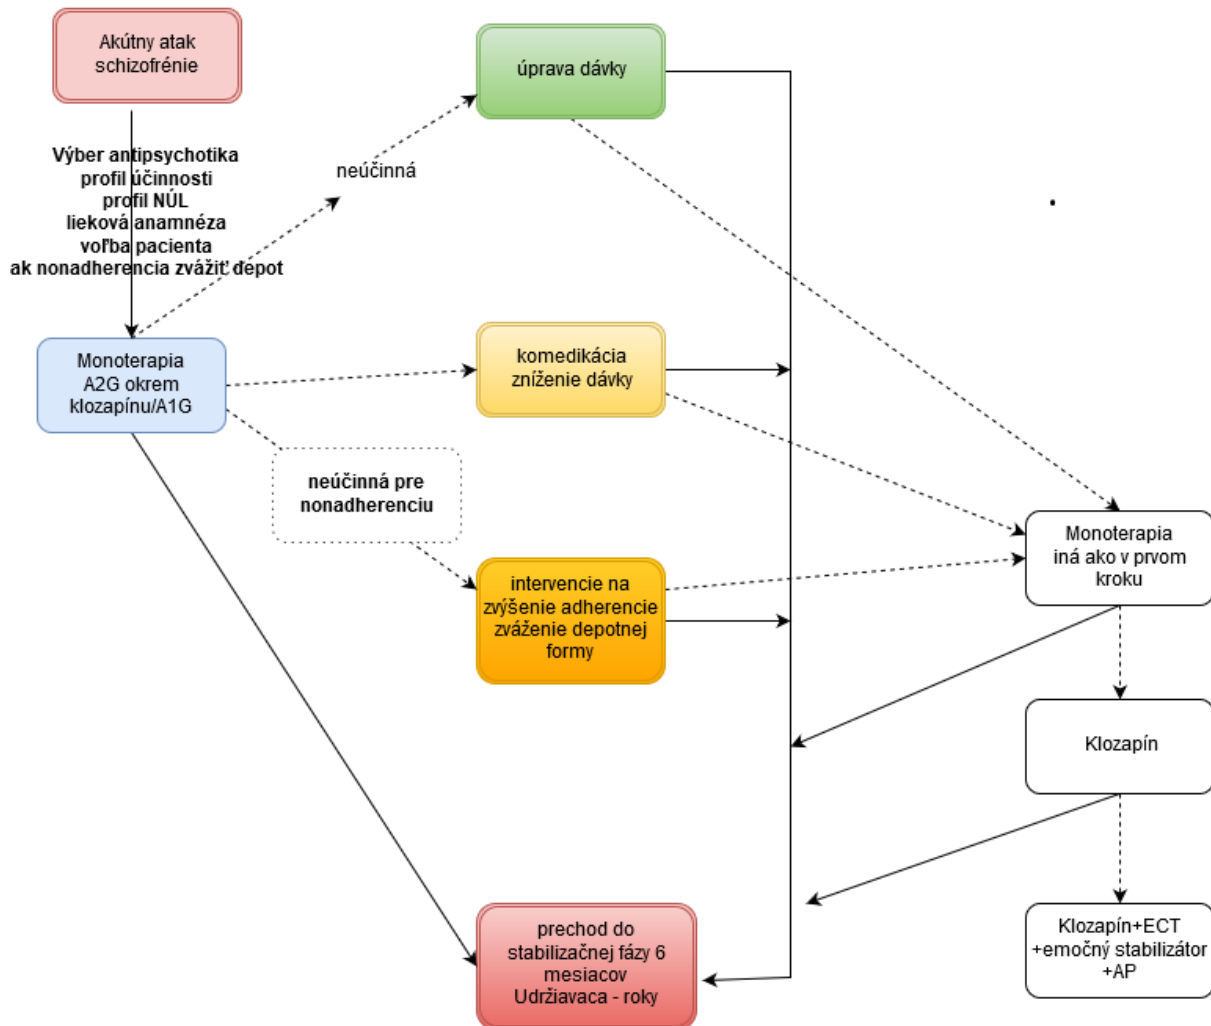 Akútny atak
schizofrénie
Výber antipsychotika
profil účinnosti
profil NÚL
lieková anamnéza
voľba pacienta
ak nonadherencia zvážiť depot
neúčinná
úprava dávky
Monoterapia
A2G okrem
klozapínu/A1G
komedikácia
zníženie dávky
neúčinná pre
nonadherenciu
intervencie na
zvýšenie adherencie
zváženie depotnej
formy
Monoterapia
iná ako v prvom
kroku
Klozapín
Klozapín+ECT
+emočný stabilizátor
+AP
prechod do
stabilizačnej fázy 6
mesiacov
Udržiavaca - roky